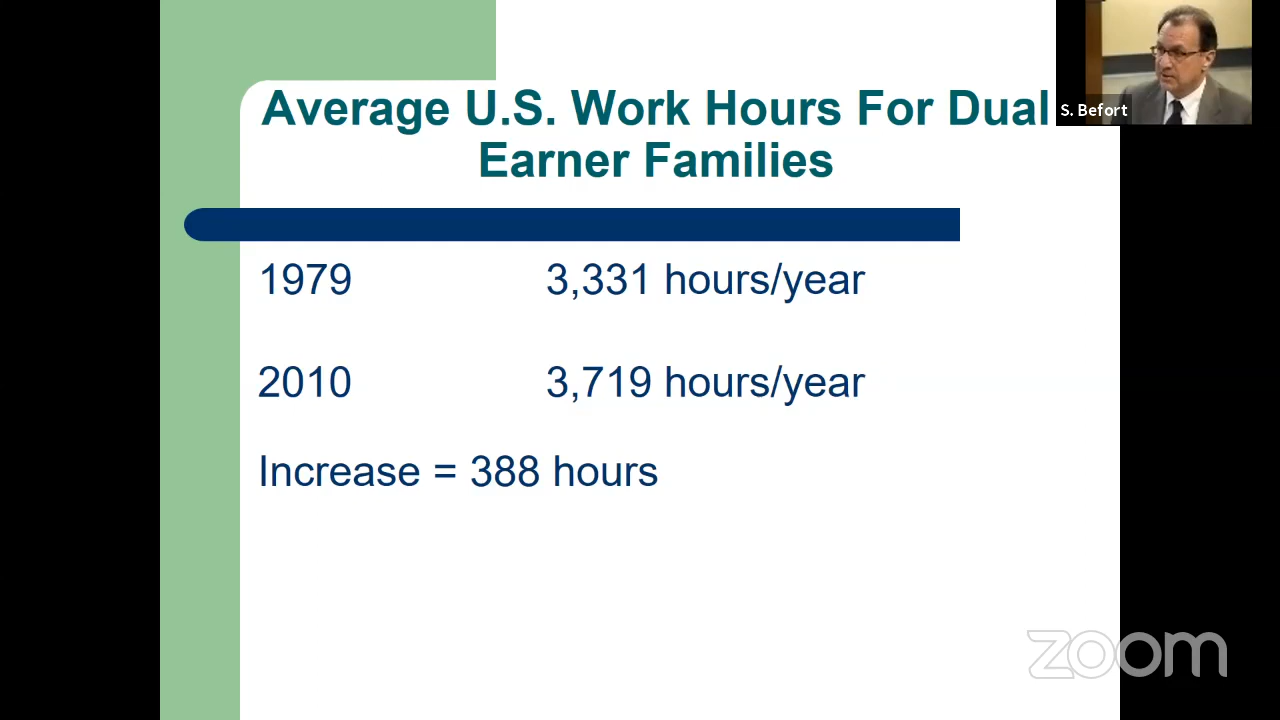 Average U.S. Work Hours For Dual
Earner Families
S. Befort
1979 3,331 hours/year
2010 3,719 hours/year
Increase = 388 hours
zoom